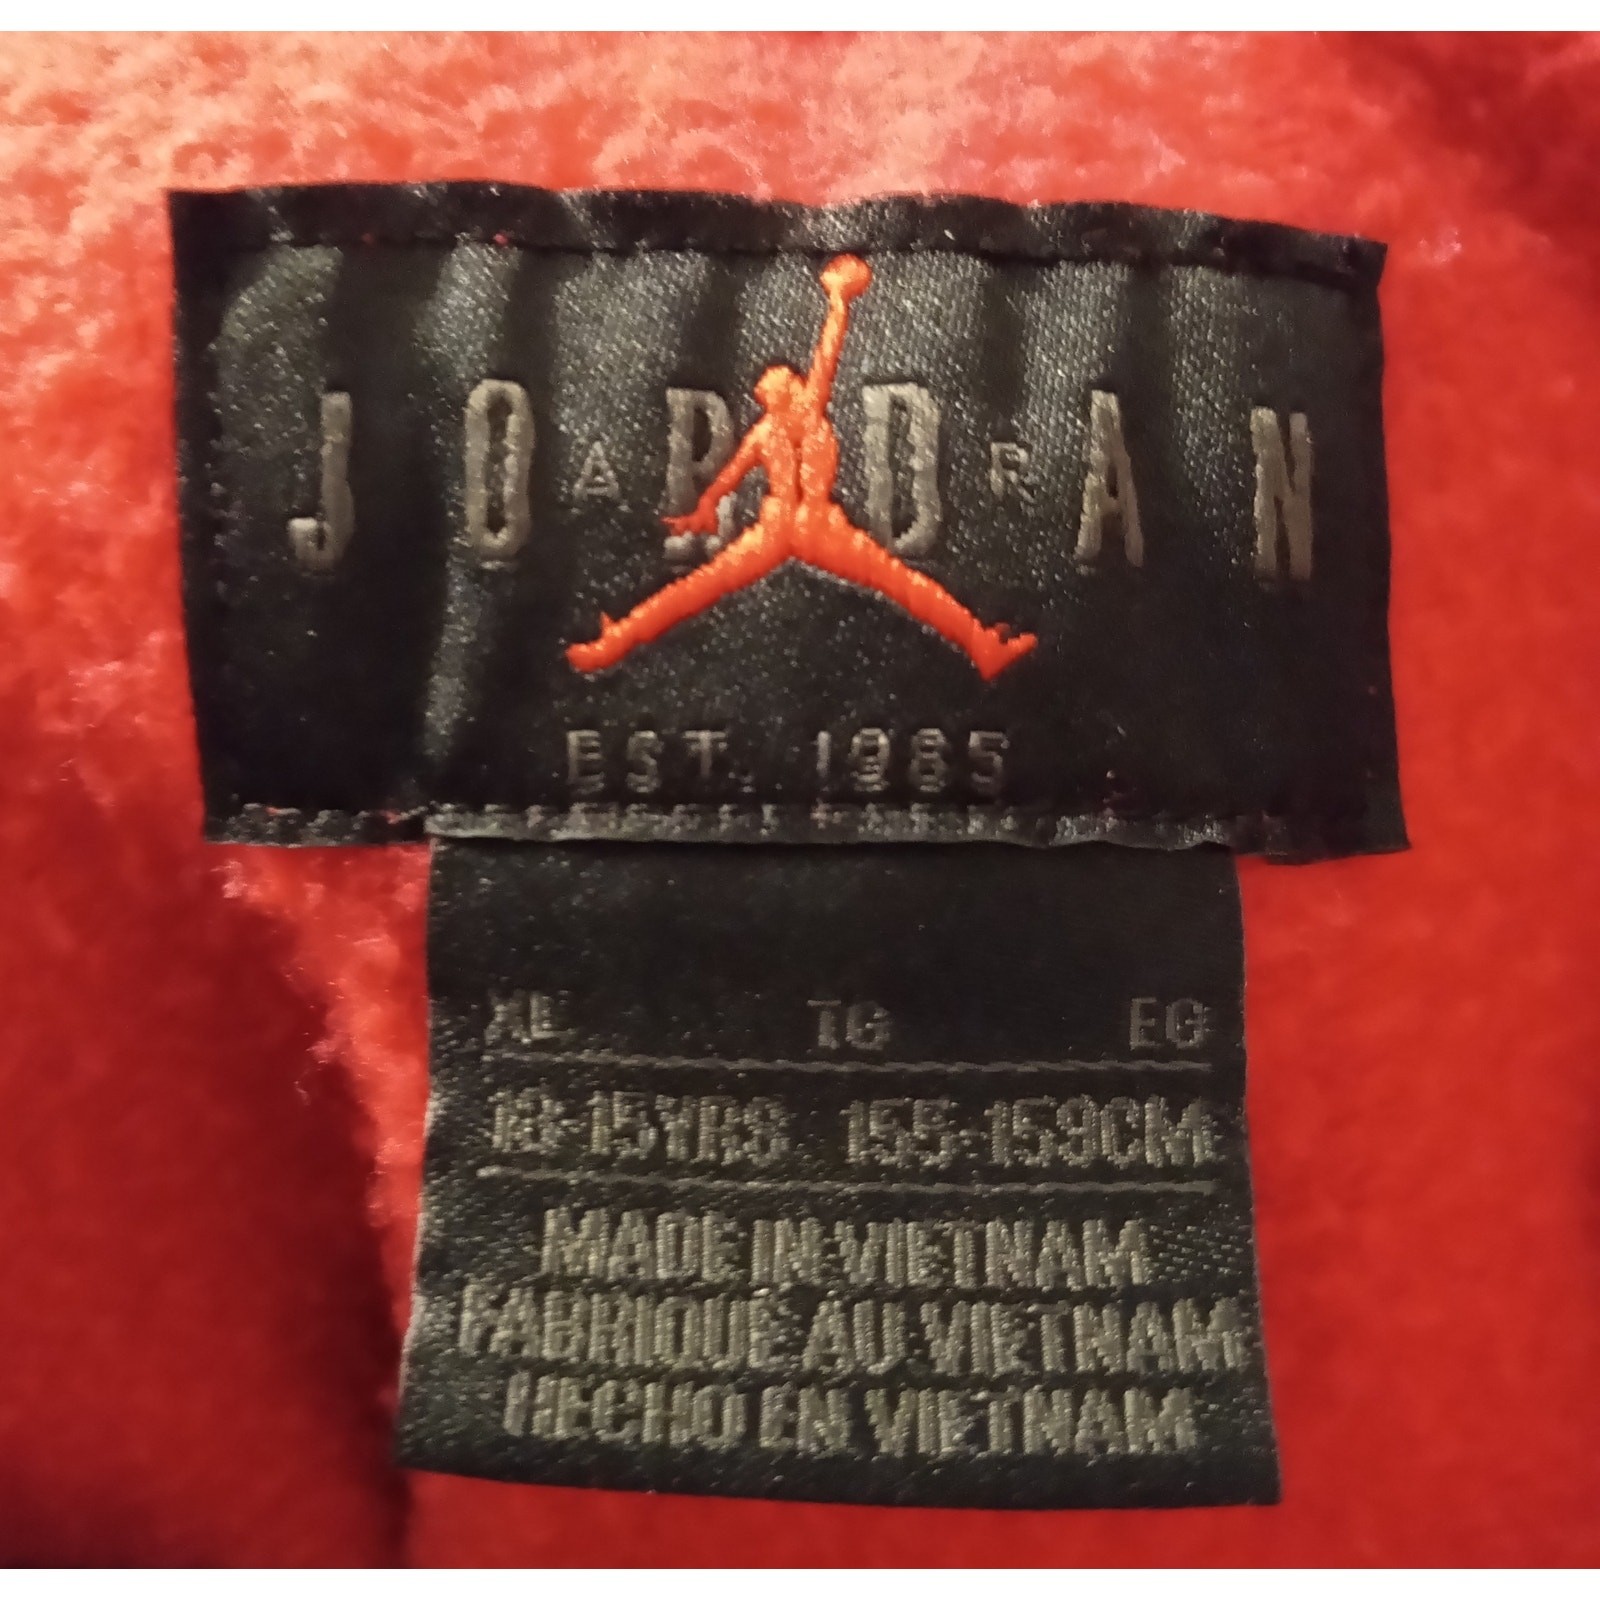 JORDAN
AIR
EST. 1985
XL TG EG
13-15YRS 155-159CM
MADE IN VIETNAM
FABRIQUÉ AU VIETNAM
HECHO EN VIETNAM